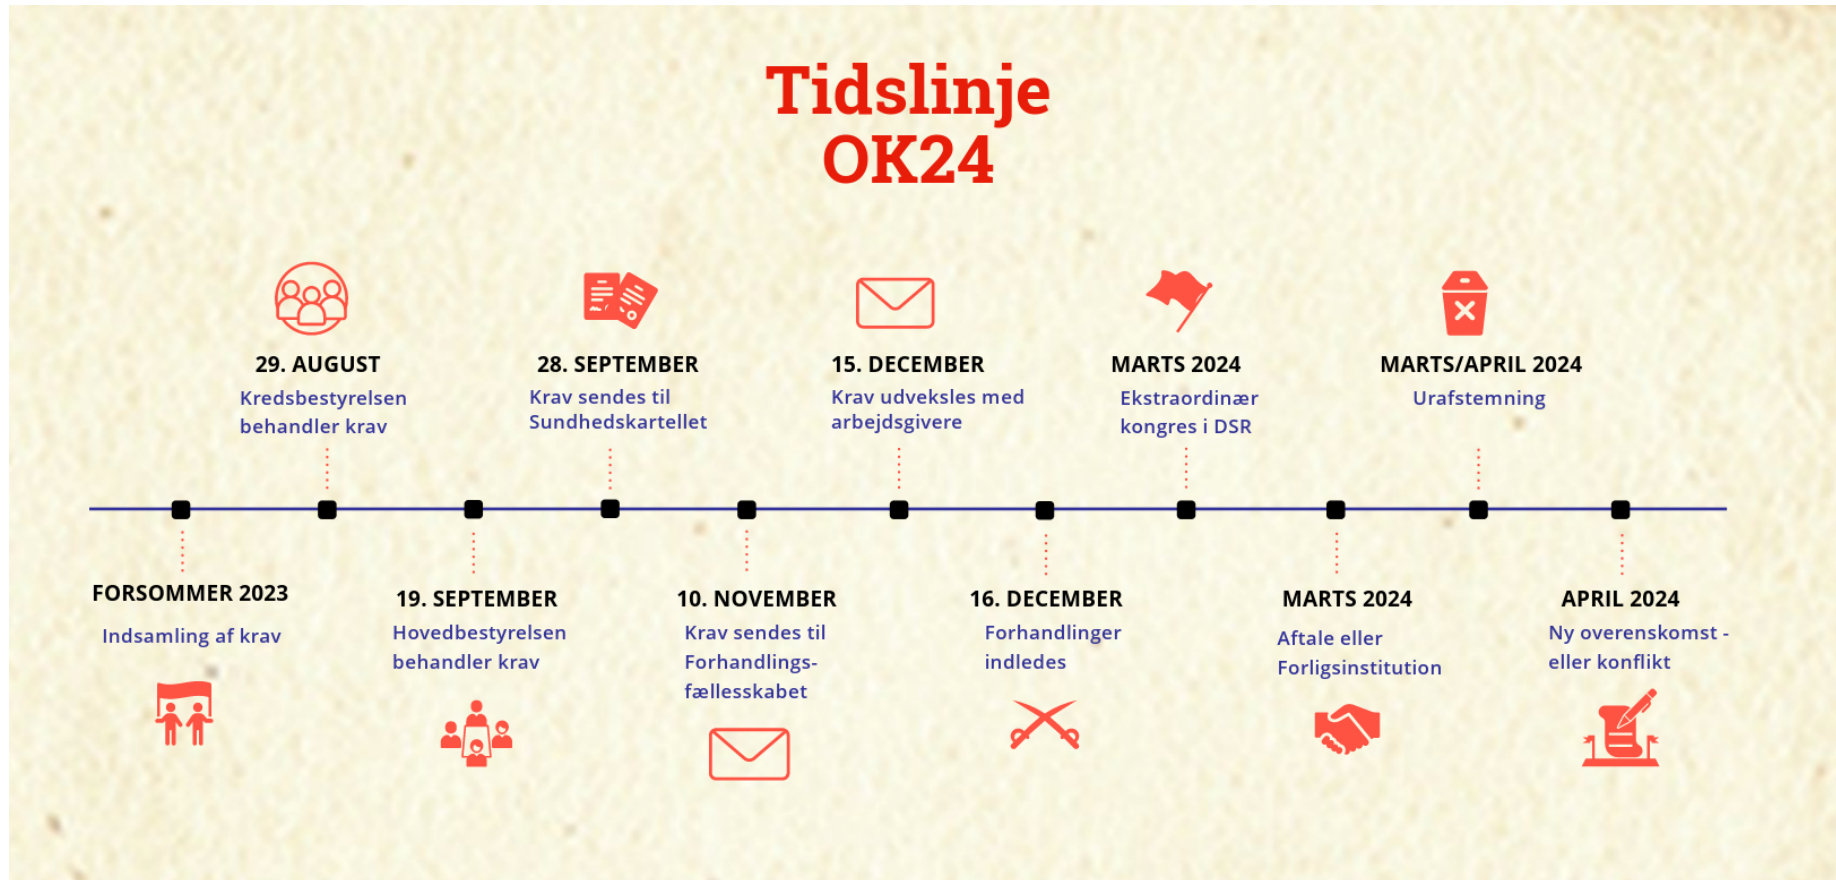 Tidslinje
OK24
29. AUGUST
Kredsbestyrelsen
behandler krav
28. SEPTEMBER
Krav sendes til
Sundhedskartellet
15. DECEMBER
Krav udveksles med
arbejdsgivere
MARTS 2024
Ekstraordinær
kongres i DSR
MARTS/APRIL 2024
Urafstemning
FORSOMMER 2023
Indsamling af krav
19. SEPTEMBER
Hovedbestyrelsen
behandler krav
10. NOVEMBER
Krav sendes til
Forhandlings-
fællesskabet
16. DECEMBER
Forhandlinger
indledes
MARTS 2024
Aftale eller
Forligsinstitution
APRIL 2024
Ny overenskomst -
eller konflikt